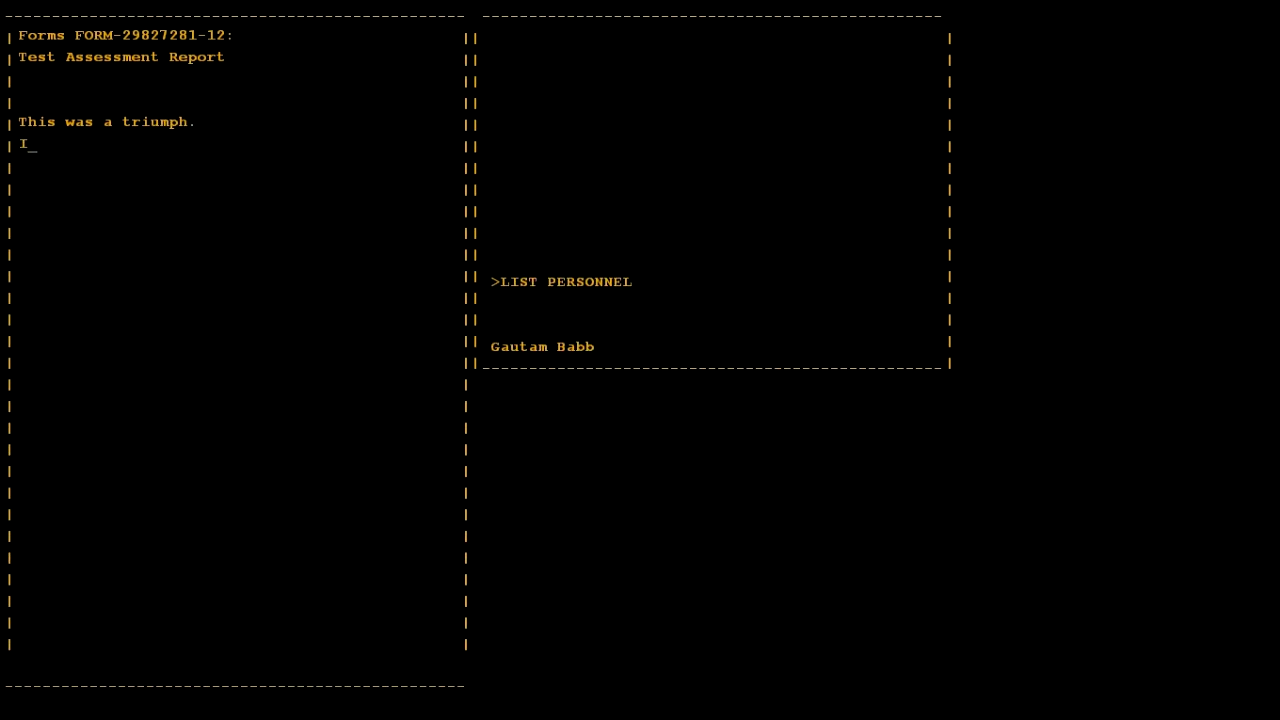 Forms FORM-29827281-12:
Test Assessment Report
This was a triumph.
I_
>LIST PERSONNEL
Gautam Babb